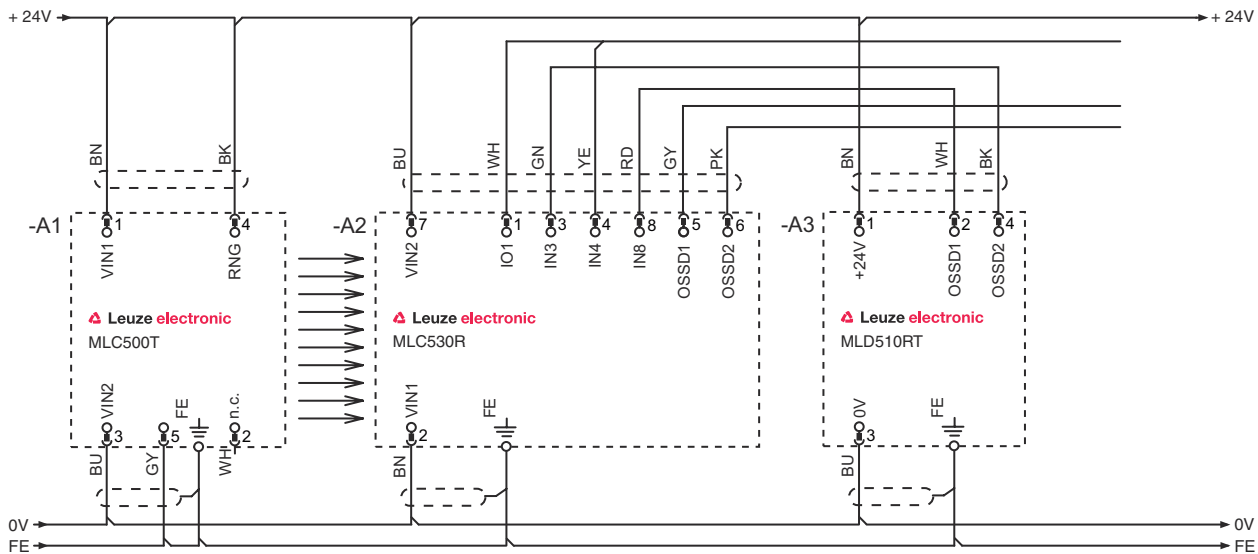 + 24V
+ 24V
BN
BK
BU
WH
GN
YE
RD
GY
PK
BN
WH
BK
-A1
1
4
-A2
7
1
3
4
8
5
6
-A3
1
2
4
VIN1
RNG
VIN2
IO1
IN3
IN4
IN8
OSSD1
OSSD2
+24V
OSSD1
OSSD2
Leuze electronic
MLC500T
Leuze electronic
MLC530R
Leuze electronic
MLD510RT
VIN2
FE
n.c.
VIN1
FE
0V
FE
3
5
2
2
3
BU
GY
WH
BN
BU
0V
0V
FE
FE